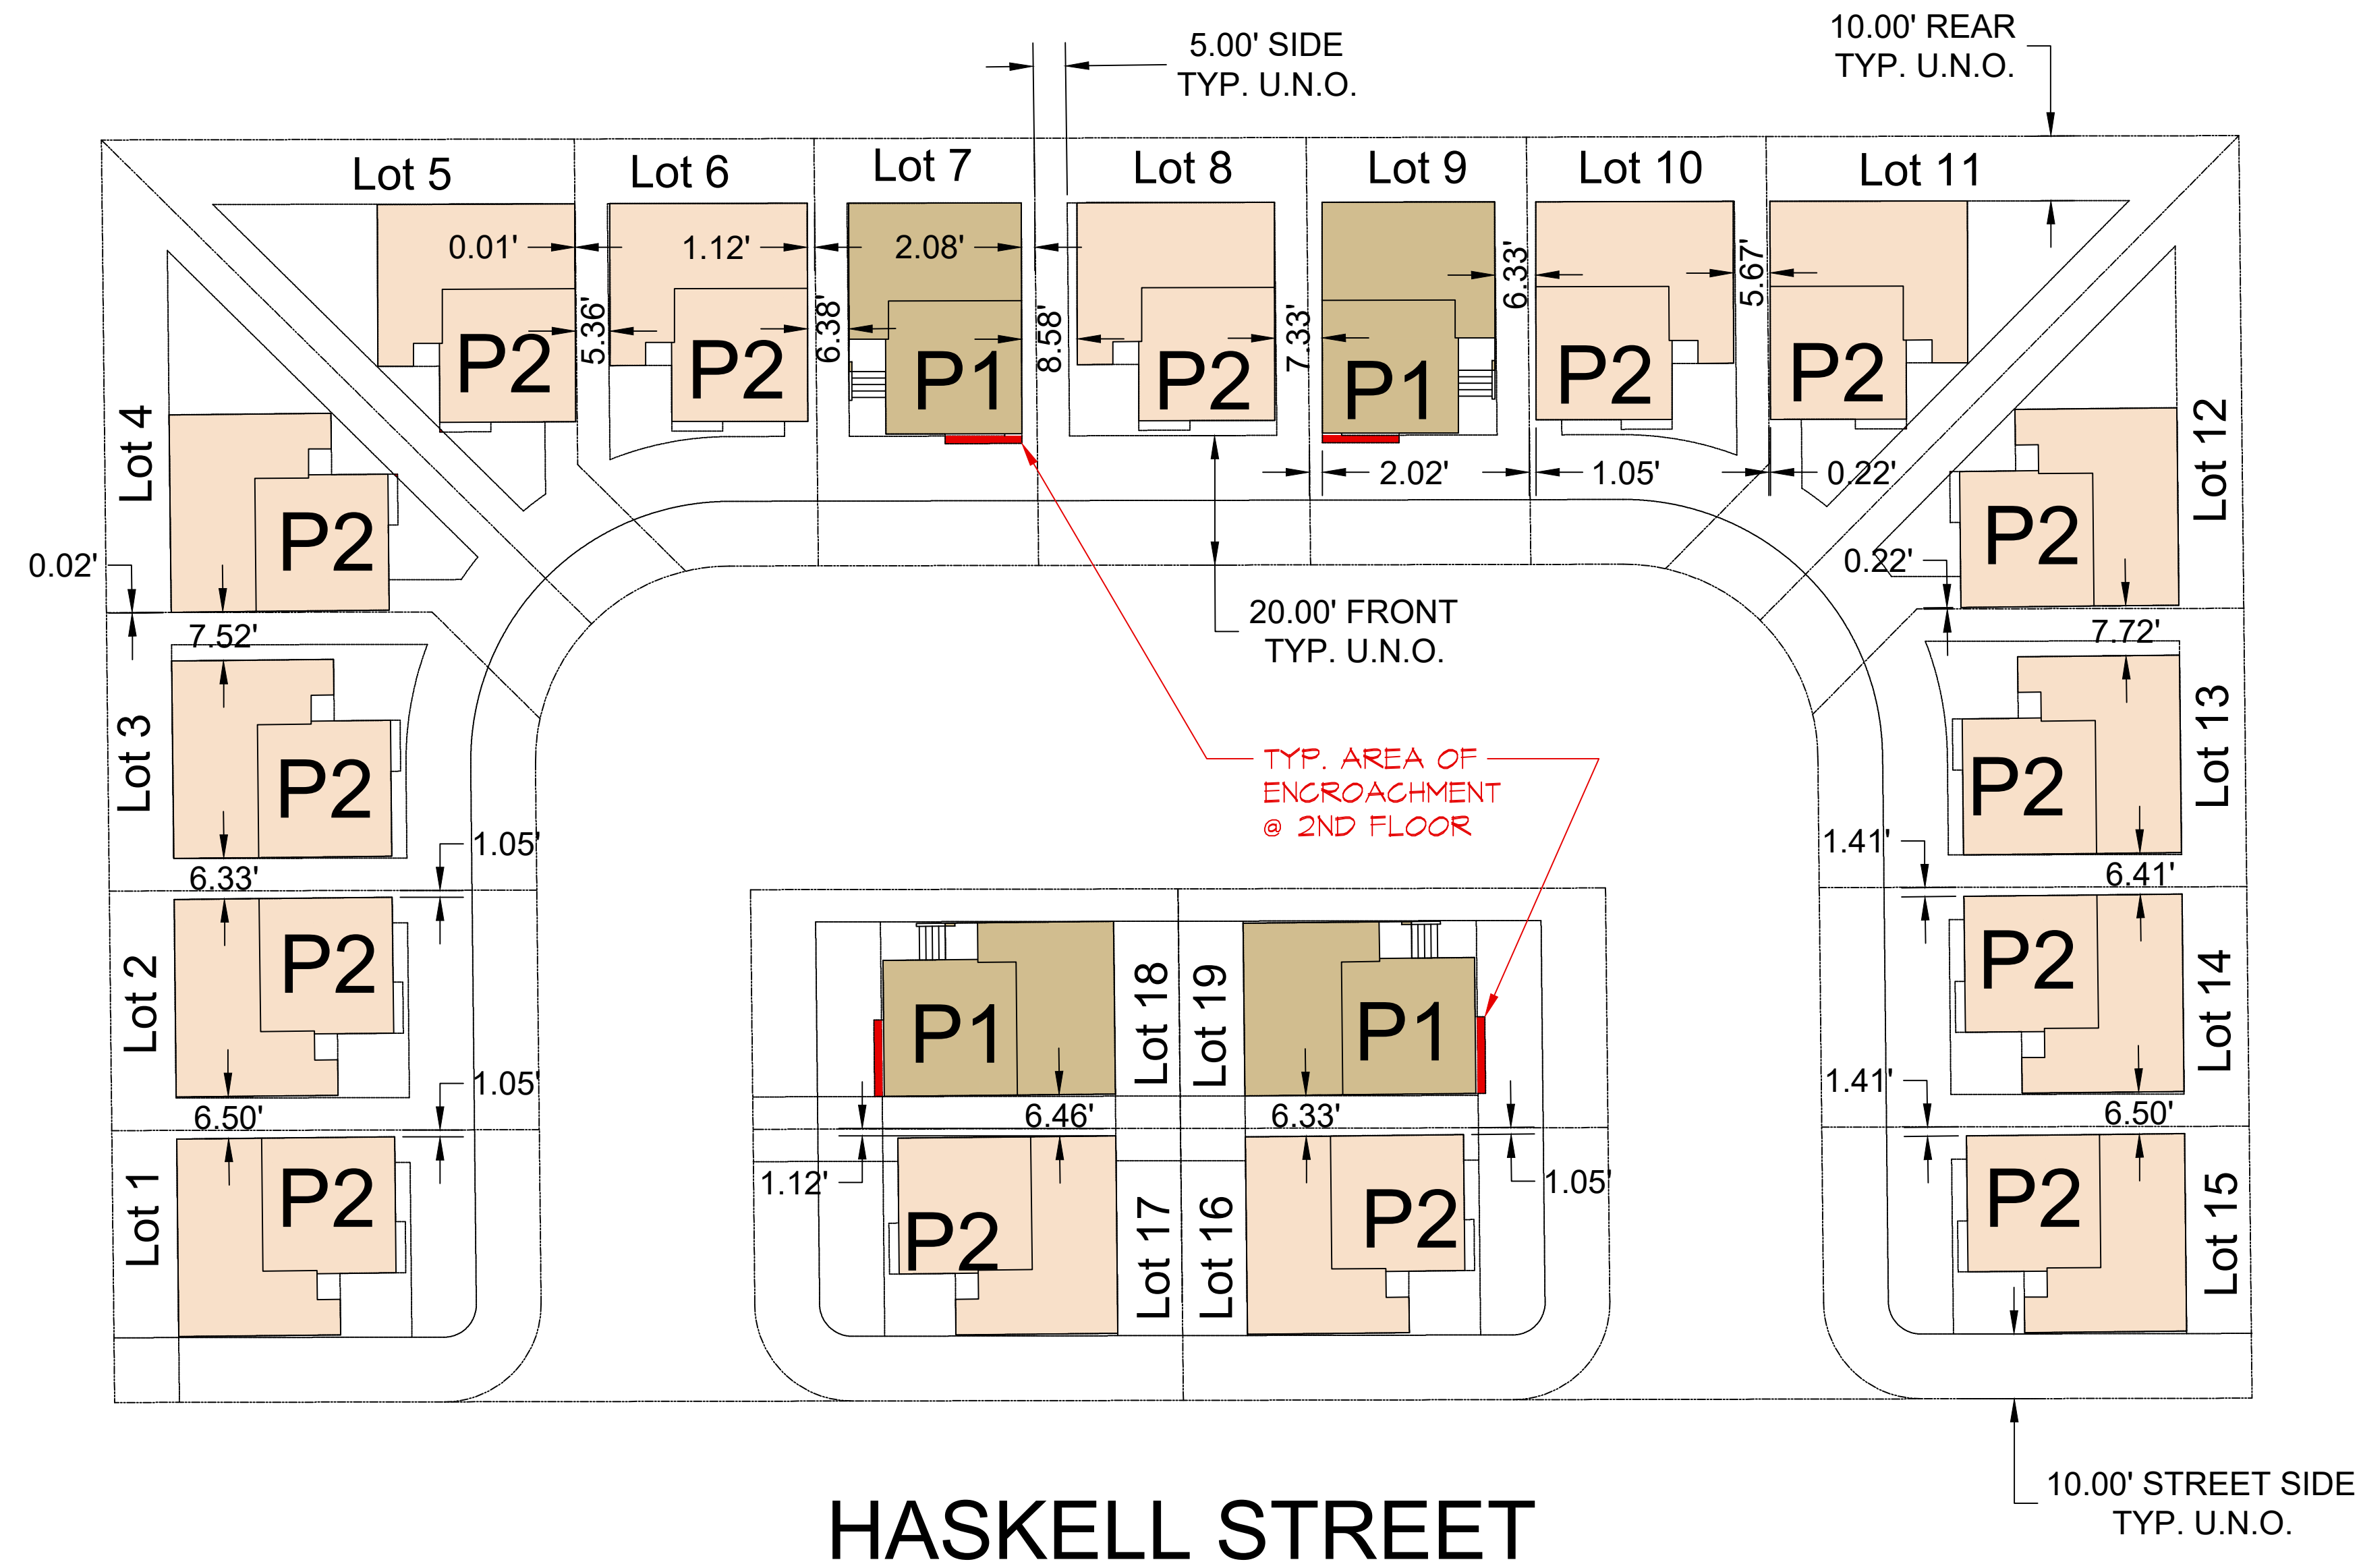 10.00' REAR
TYP. U.N.O.
5.00' SIDE
TYP. U.N.O.
Lot 5
Lot 6
Lot 7
Lot 8
Lot 9
Lot 10
Lot 11
0.01'
1.12'
2.08'
6.33'
5.67'
5.36'
6.38'
8.58'
7.33'
P2
P2
P1
P2
P1
P2
P2
Lot 4
Lot 12
2.02'
1.05'
0.22'
P2
P2
0.02'
0.22'
20.00' FRONT
TYP. U.N.O.
7.52'
7.72'
Lot 3
P2
P2
Lot 13
TYP. AREA OF
ENCROACHMENT
@ 2ND FLOOR
1.05'
1.41'
6.33'
6.41'
Lot 2
P2
P1
Lot 18
Lot 19
P1
P2
Lot 14
1.05'
1.41'
6.50'
6.46'
6.33'
6.50'
1.12'
1.05'
Lot 1
P2
P2
Lot 17
Lot 16
P2
P2
Lot 15
10.00' STREET SIDE
TYP. U.N.O.
HASKELL STREET